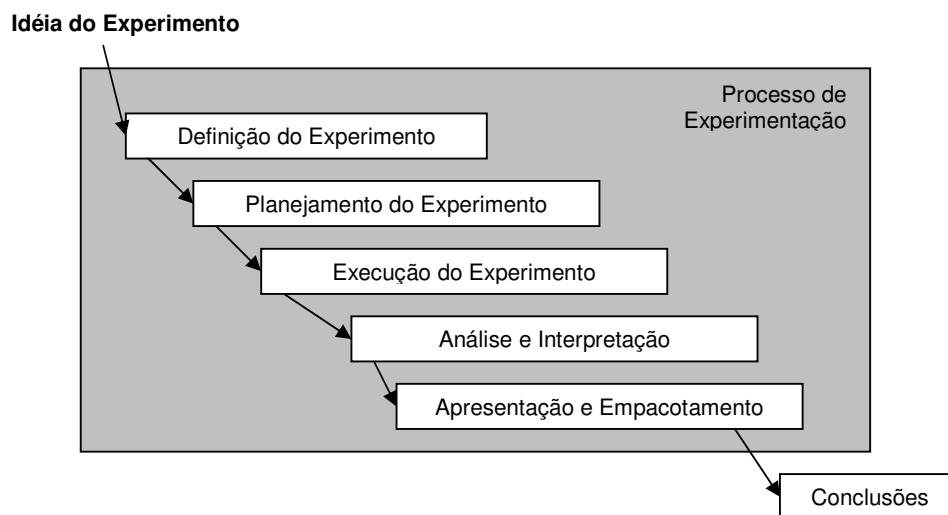 Idéia do Experimento
Processo de
Experimentação
Definição do Experimento
Planejamento do Experimento
Execução do Experimento
Análise e Interpretação
Apresentação e Empacotamento
Conclusões